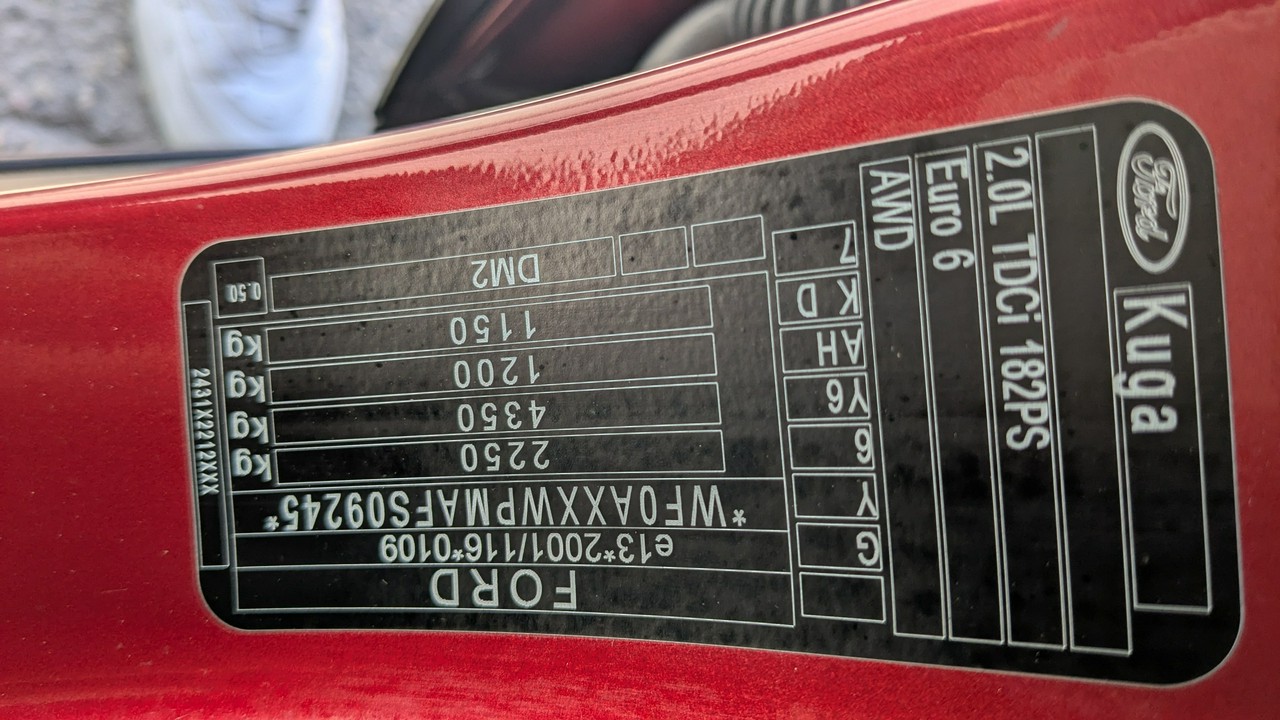 Ford Kuga
2.0L TDCi 182PS
Euro 6
AWD
FORD
e13*2001/116*0109
*WF0AXXWPMAFS09245*
2250 kg
4350 kg
1200 kg
1150 kg
DM2 0.50
G
Y
6
Y6
AH
K D
7
2431X2212XXX